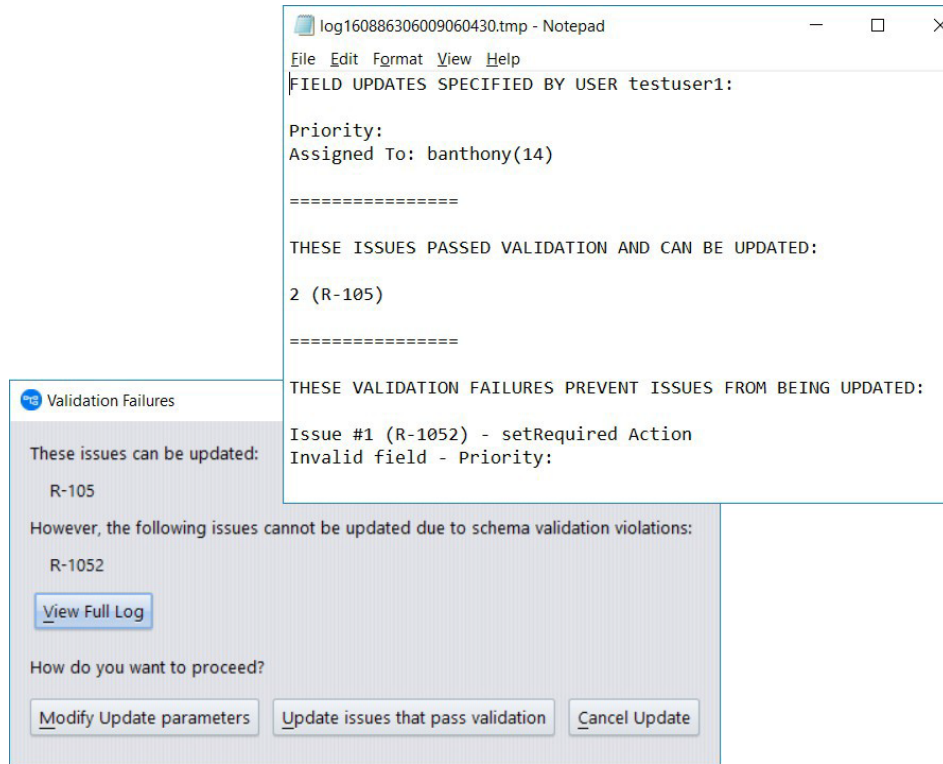 log160886306009060430.tmp - Notepad
File Edit Format View Help
FIELD UPDATES SPECIFIED BY USER testuser1:
Priority:
Assigned To: banthony(14)
================
THESE ISSUES PASSED VALIDATION AND CAN BE UPDATED:
2 (R-105)
================
THESE VALIDATION FAILURES PREVENT ISSUES FROM BEING UPDATED:
Issue #1 (R-1052) - setRequired Action
Invalid field - Priority:
Validation Failures
These issues can be updated:
R-105
However, the following issues cannot be updated due to schema validation violations:
R-1052
View Full Log
How do you want to proceed?
Modify Update parameters Update issues that pass validation Cancel Update